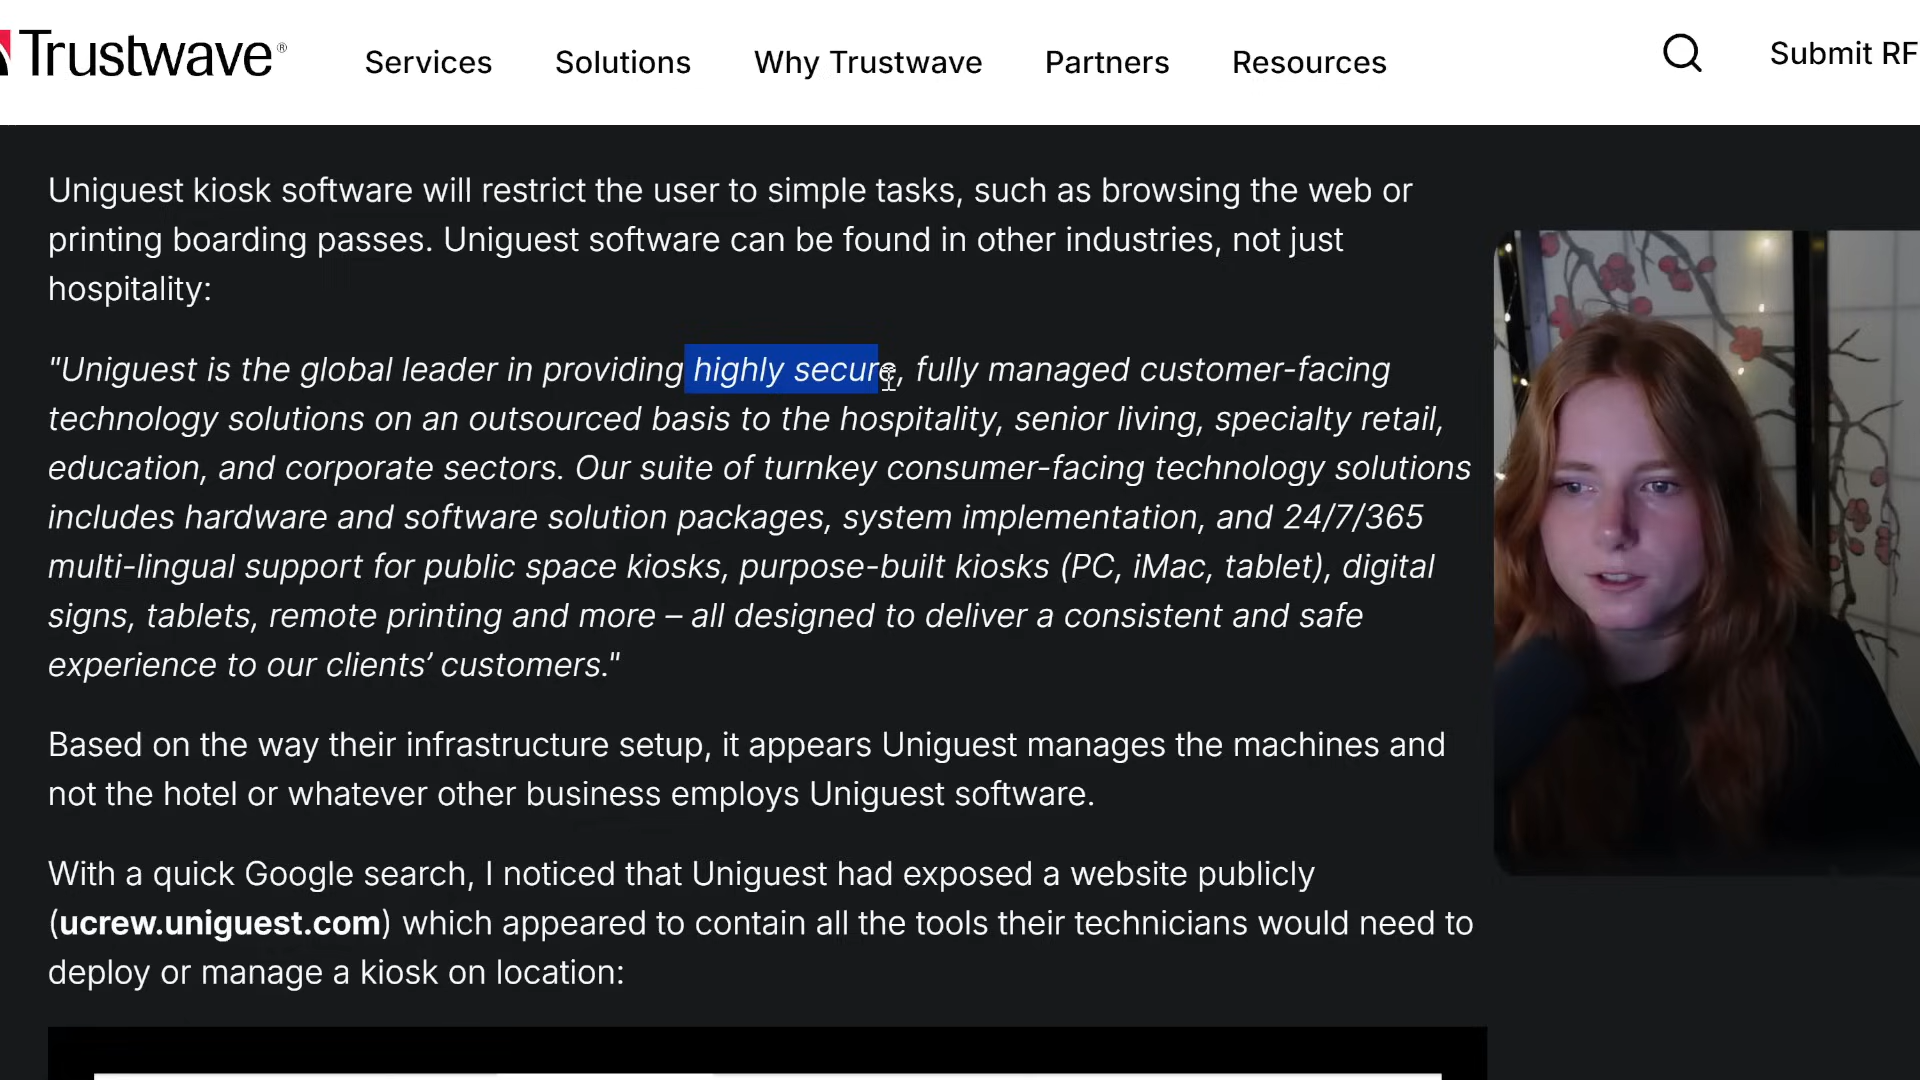 Trustwave®
Services Solutions Why Trustwave Partners Resources
Submit RF
Uniguest kiosk software will restrict the user to simple tasks, such as browsing the web or
printing boarding passes. Uniguest software can be found in other industries, not just
hospitality:
"Uniguest is the global leader in providing highly secure, fully managed customer-facing
technology solutions on an outsourced basis to the hospitality, senior living, specialty retail,
education, and corporate sectors. Our suite of turnkey consumer-facing technology solutions
includes hardware and software solution packages, system implementation, and 24/7/365
multi-lingual support for public space kiosks, purpose-built kiosks (PC, iMac, tablet), digital
signs, tablets, remote printing and more – all designed to deliver a consistent and safe
experience to our clients’ customers."
Based on the way their infrastructure setup, it appears Uniguest manages the machines and
not the hotel or whatever other business employs Uniguest software.
With a quick Google search, I noticed that Uniguest had exposed a website publicly
(ucrew.uniguest.com) which appeared to contain all the tools their technicians would need to
deploy or manage a kiosk on location: